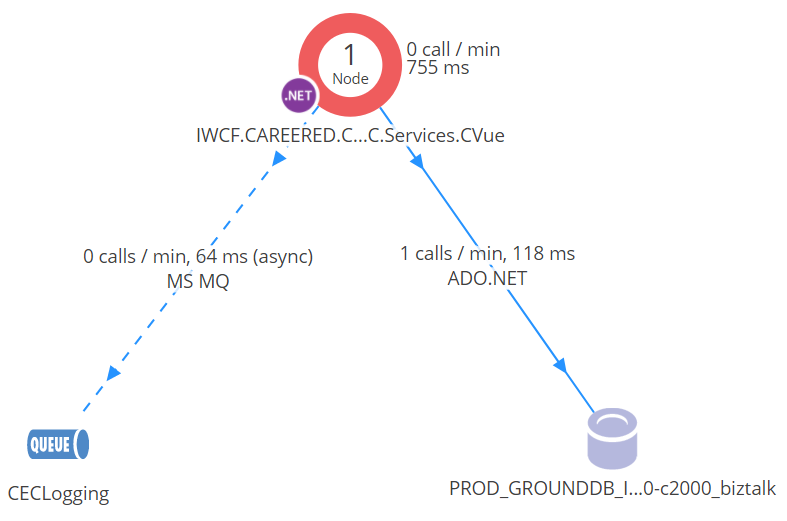 1
Node
.NET
0 call / min
755 ms
IWCF.CAREERED.C...C.Services.CVue
0 calls / min, 64 ms (async)
MS MQ
1 calls / min, 118 ms
ADO.NET
QUEUE
CECLogging
PROD_GROUNDDB_I...0-c2000_biztalk